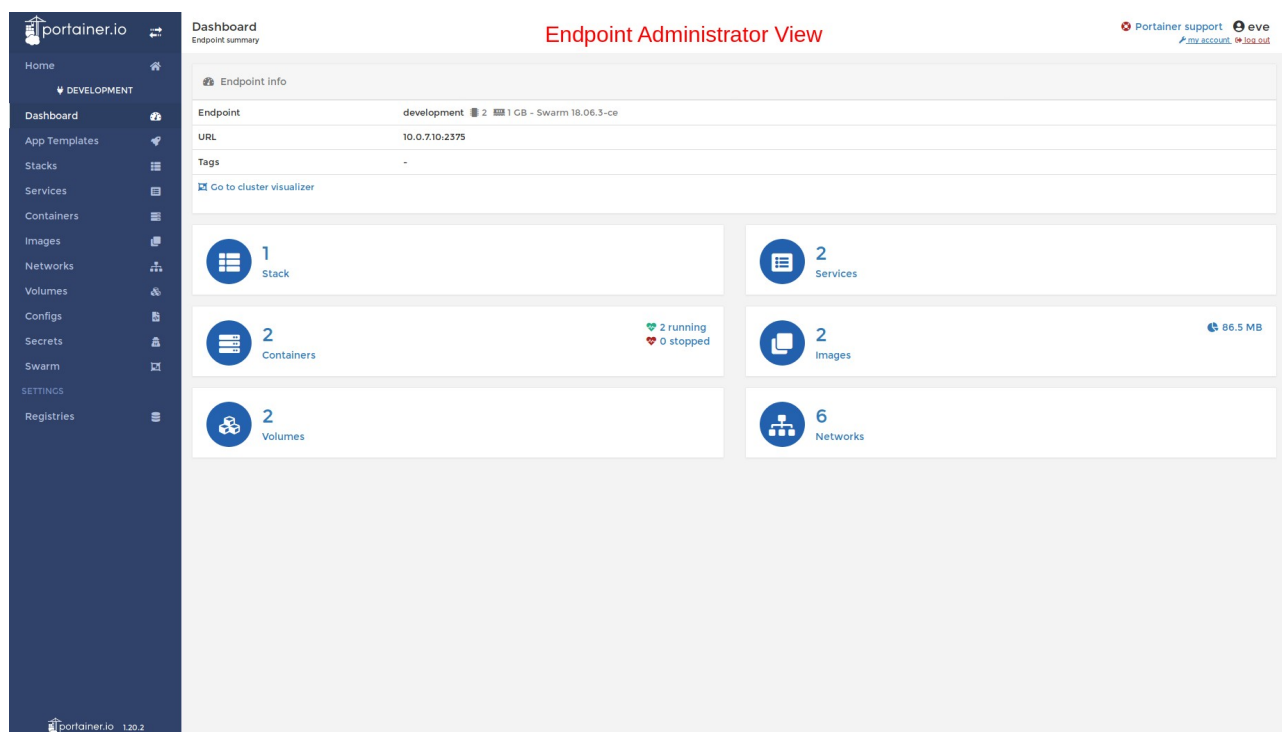 portainer.io
Dashboard
Endpoint summary
Endpoint Administrator View
Portainer support eve
my account log out
Home
DEVELOPMENT
Dashboard
App Templates
Stacks
Services
Containers
Images
Networks
Volumes
Configs
Secrets
Swarm
SETTINGS
Registries
portainer.io 1.20.2
Endpoint info
Endpoint development 2 1 GB - Swarm 18.06.3-ce
URL 10.0.7.10:2375
Tags -
Go to cluster visualizer
1
Stack
2
Services
2
Containers
2 running
0 stopped
2
Images
86.5 MB
2
Volumes
6
Networks